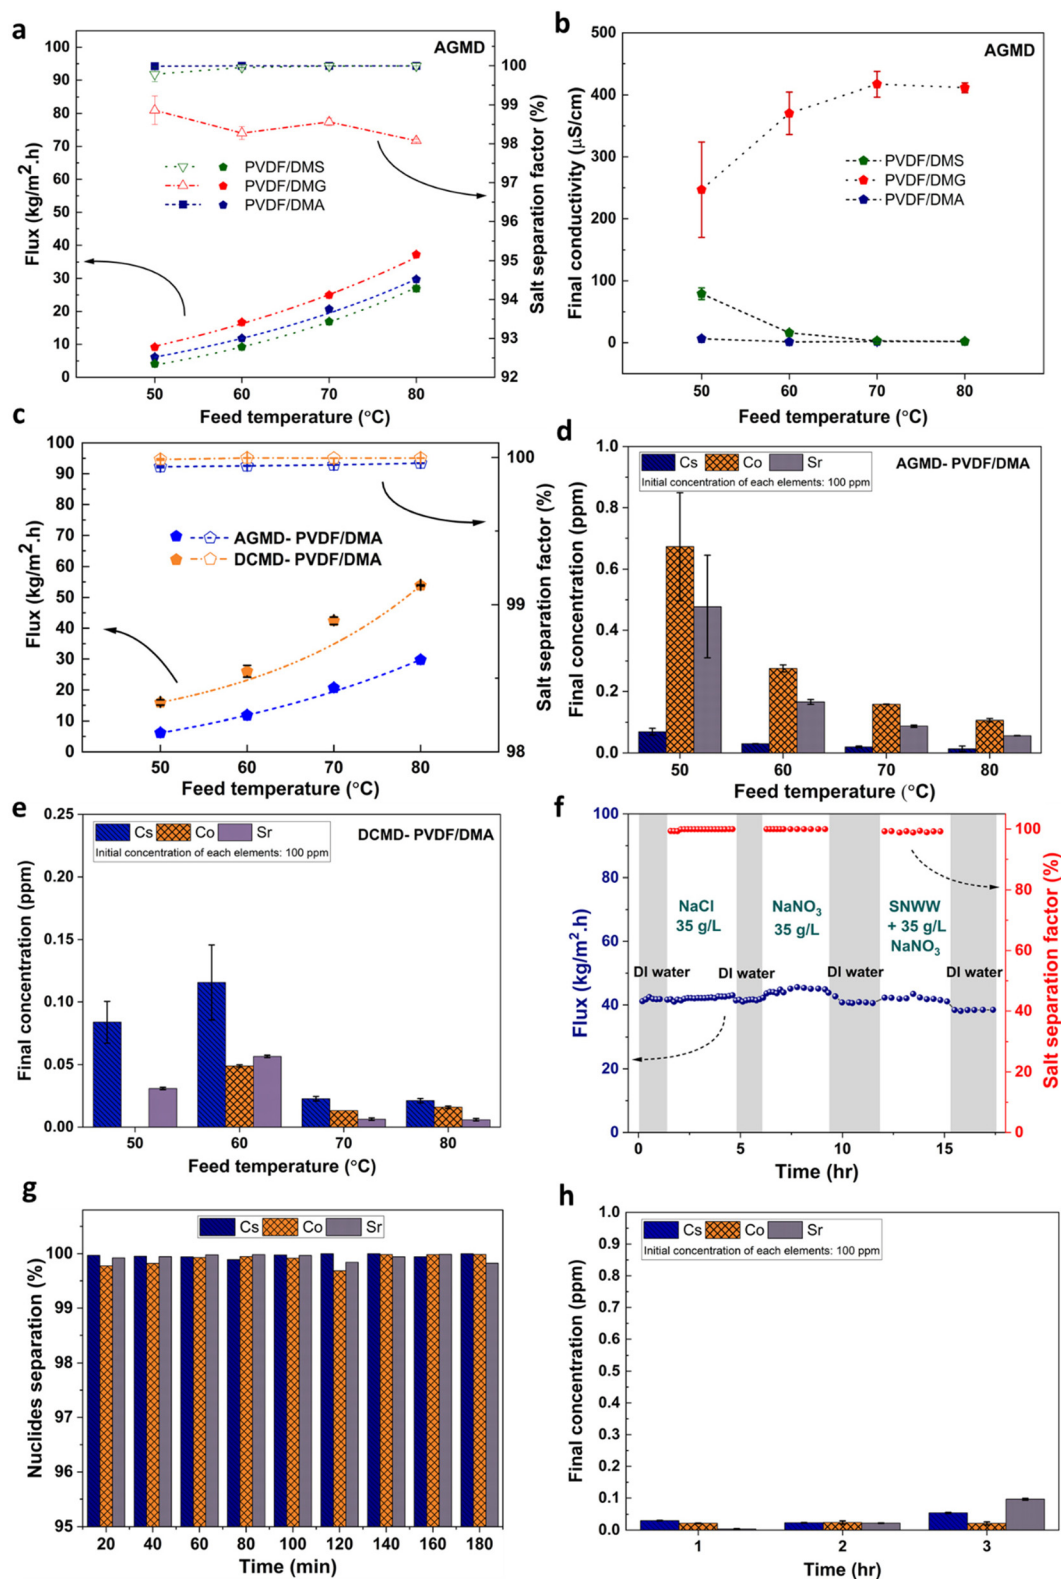 a
AGMD
100
95
90
85
80
75
70
65
60
55
50
45
40
35
30
25
20
15
10
5
0
Flux (kg/m².h)
PVDF/DMS
PVDF/DMG
PVDF/DMA
100
99
98
97
96
95
94
93
92
Salt separation factor (%)
50 60 70 80
Feed temperature (°C)
b
AGMD
500
400
300
200
100
0
Final conductivity (µS/cm)
PVDF/DMS
PVDF/DMG
PVDF/DMA
50 60 70 80
Feed temperature (°C)
c
100
90
80
70
60
50
40
30
20
10
0
Flux (kg/m².h)
AGMD- PVDF/DMA
DCMD- PVDF/DMA
100
99
98
Salt separation factor (%)
50 60 70 80
Feed temperature (°C)
d
Cs Co Sr
Initial concentration of each elements: 100 ppm
AGMD- PVDF/DMA
1.0
0.8
0.6
0.4
0.2
0.0
Final concentration (ppm)
50 60 70 80
Feed temperature (°C)
e
Cs Co Sr
Initial concentration of each elements: 100 ppm
DCMD- PVDF/DMA
0.25
0.20
0.15
0.10
0.05
0.00
Final concentration (ppm)
50 60 70 80
Feed temperature (°C)
f
100
80
60
40
20
0
Flux (kg/m².h)
NaCl
35 g/L
NaNO₃
35 g/L
SNWW
+ 35 g/L
NaNO₃
DI water DI water DI water DI water
100
80
60
40
20
0
Salt separation factor (%)
0 5 10 15
Time (hr)
g
Cs Co Sr
100
99
98
97
96
95
Nuclides separation (%)
20 40 60 80 100 120 140 160 180
Time (min)
h
Cs Co Sr
Initial concentration of each elements: 100 ppm
1.0
0.9
0.8
0.7
0.6
0.5
0.4
0.3
0.2
0.1
0.0
Final concentration (ppm)
1 2 3
Time (hr)